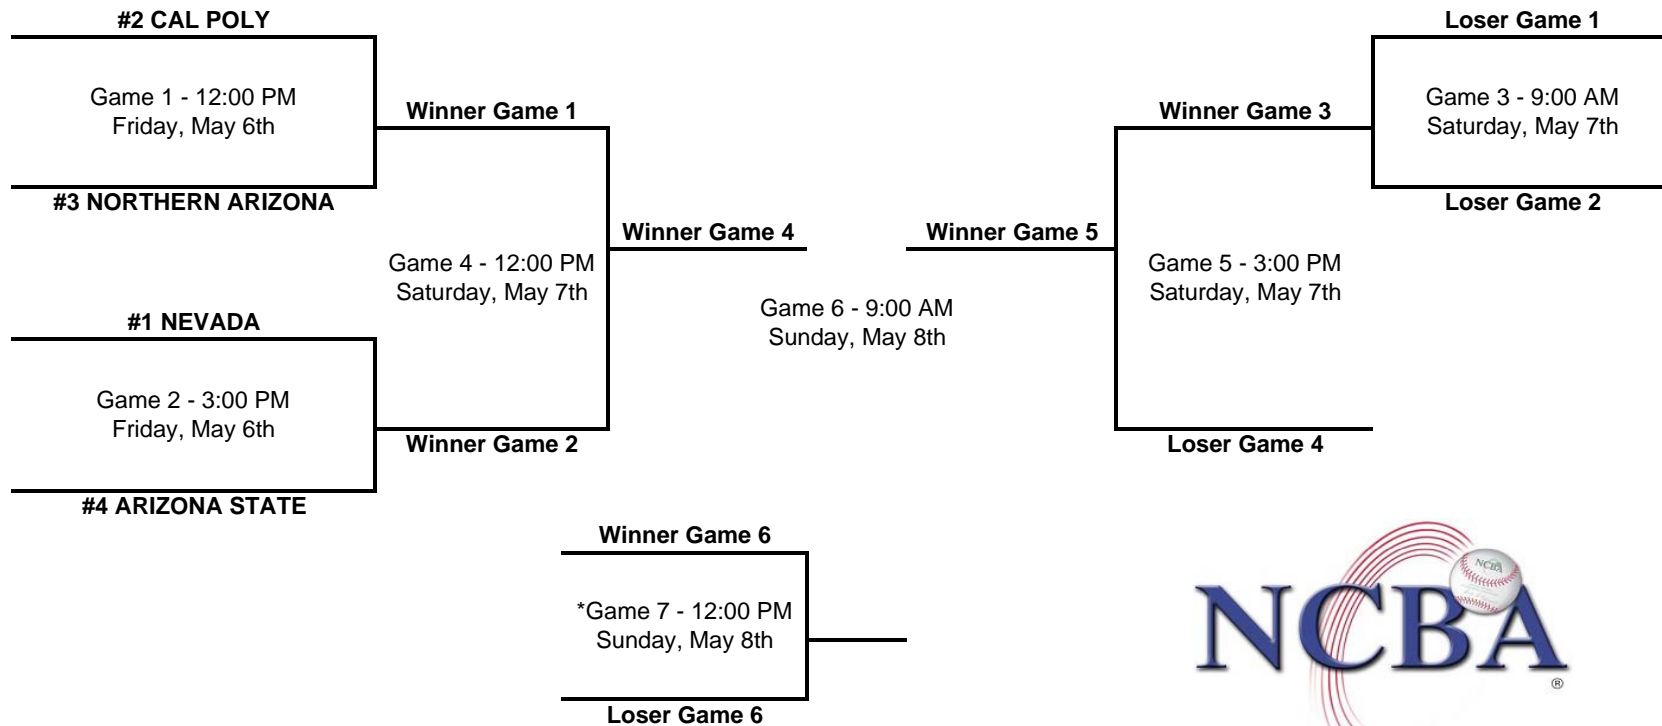 #2 CAL POLY
Game 1 - 12:00 PM
Friday, May 6th
#3 NORTHERN ARIZONA
Winner Game 1
Game 4 - 12:00 PM
Saturday, May 7th
Winner Game 2
#1 NEVADA
Game 2 - 3:00 PM
Friday, May 6th
#4 ARIZONA STATE
Winner Game 4
Winner Game 5
Game 6 - 9:00 AM
Sunday, May 8th
Winner Game 3
Game 5 - 3:00 PM
Saturday, May 7th
Loser Game 4
Loser Game 1
Game 3 - 9:00 AM
Saturday, May 7th
Loser Game 2
Winner Game 6
*Game 7 - 12:00 PM
Sunday, May 8th
Loser Game 6
NCBA
NCBA
®